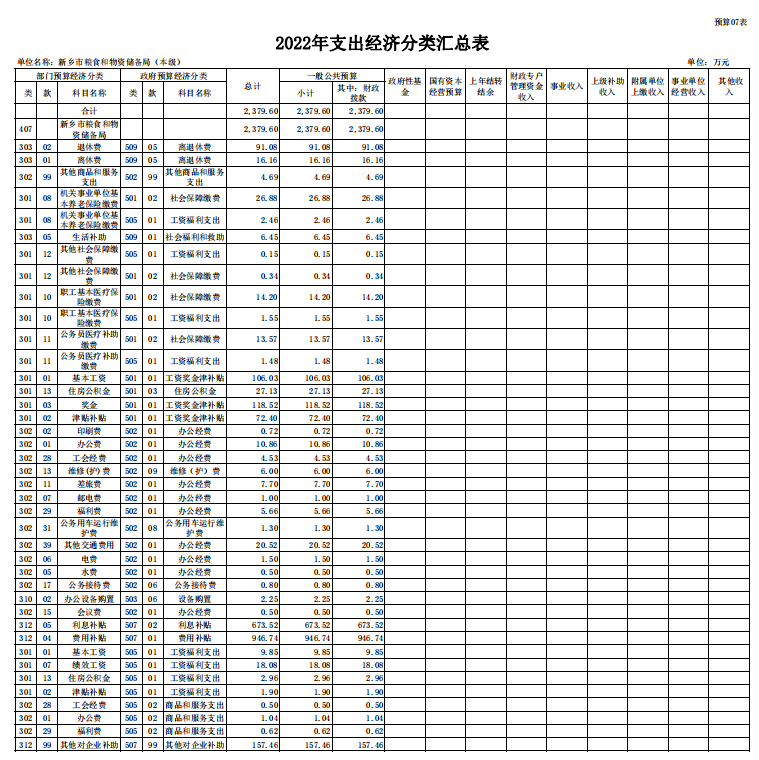 预算07表
2022年支出经济分类汇总表
单位名称：新乡市粮食和物资储备局（本级） 单位：万元
部门预算经济分类 政府预算经济分类 总计 一般公共预算 政府性基金 国有资本经营预算 上年结转结余 财政专户管理资金收入 事业收入 上级补助收入 附属单位上缴收入 事业单位经营收入 其他收入
类 款 科目名称 类 款 科目名称 小计 其中：财政拨款
合计 2,379.60 2,379.60 2,379.60
407 新乡市粮食和物资储备局 2,379.60 2,379.60 2,379.60
303 02 退休费 509 05 离退休费 91.08 91.08 91.08
303 01 离休费 509 05 离退休费 16.16 16.16 16.16
302 99 其他商品和服务支出 502 99 其他商品和服务支出 4.69 4.69 4.69
301 08 机关事业单位基本养老保险缴费 501 02 社会保障缴费 26.88 26.88 26.88
301 08 机关事业单位基本养老保险缴费 505 01 工资福利支出 2.46 2.46 2.46
303 05 生活补助 509 01 社会福利和救助 6.45 6.45 6.45
301 12 其他社会保障缴费 505 01 工资福利支出 0.15 0.15 0.15
301 12 其他社会保障缴费 501 02 社会保障缴费 0.34 0.34 0.34
301 10 职工基本医疗保险缴费 501 02 社会保障缴费 14.20 14.20 14.20
301 10 职工基本医疗保险缴费 505 01 工资福利支出 1.55 1.55 1.55
301 11 公务员医疗补助缴费 501 02 社会保障缴费 13.57 13.57 13.57
301 11 公务员医疗补助缴费 505 01 工资福利支出 1.48 1.48 1.48
301 01 基本工资 501 01 工资奖金津补贴 106.03 106.03 106.03
301 13 住房公积金 501 03 住房公积金 27.13 27.13 27.13
301 03 奖金 501 01 工资奖金津补贴 118.52 118.52 118.52
301 02 津贴补贴 501 01 工资奖金津补贴 72.40 72.40 72.40
302 02 印刷费 502 01 办公经费 0.72 0.72 0.72
302 01 办公费 502 01 办公经费 10.86 10.86 10.86
302 28 工会经费 502 01 办公经费 4.53 4.53 4.53
302 13 维修(护)费 502 09 维修（护）费 6.00 6.00 6.00
302 11 差旅费 502 01 办公经费 7.70 7.70 7.70
302 07 邮电费 502 01 办公经费 1.00 1.00 1.00
302 29 福利费 502 01 办公经费 5.66 5.66 5.66
302 31 公务用车运行维护费 502 08 公务用车运行维护费 1.30 1.30 1.30
302 39 其他交通费用 502 01 办公经费 20.52 20.52 20.52
302 06 电费 502 01 办公经费 1.50 1.50 1.50
302 05 水费 502 01 办公经费 0.50 0.50 0.50
302 17 公务接待费 502 06 公务接待费 0.80 0.80 0.80
310 02 办公设备购置 503 06 设备购置 2.25 2.25 2.25
302 15 会议费 502 01 办公经费 0.50 0.50 0.50
312 05 利息补贴 507 02 利息补贴 673.52 673.52 673.52
312 04 费用补贴 507 01 费用补贴 946.74 946.74 946.74
301 01 基本工资 505 01 工资福利支出 9.85 9.85 9.85
301 07 绩效工资 505 01 工资福利支出 18.08 18.08 18.08
301 13 住房公积金 505 01 工资福利支出 2.96 2.96 2.96
301 02 津贴补贴 505 01 工资福利支出 1.90 1.90 1.90
302 28 工会经费 505 02 商品和服务支出 0.50 0.50 0.50
302 01 办公费 505 02 商品和服务支出 1.04 1.04 1.04
302 29 福利费 505 02 商品和服务支出 0.62 0.62 0.62
312 99 其他对企业补助 507 99 其他对企业补助 157.46 157.46 157.46